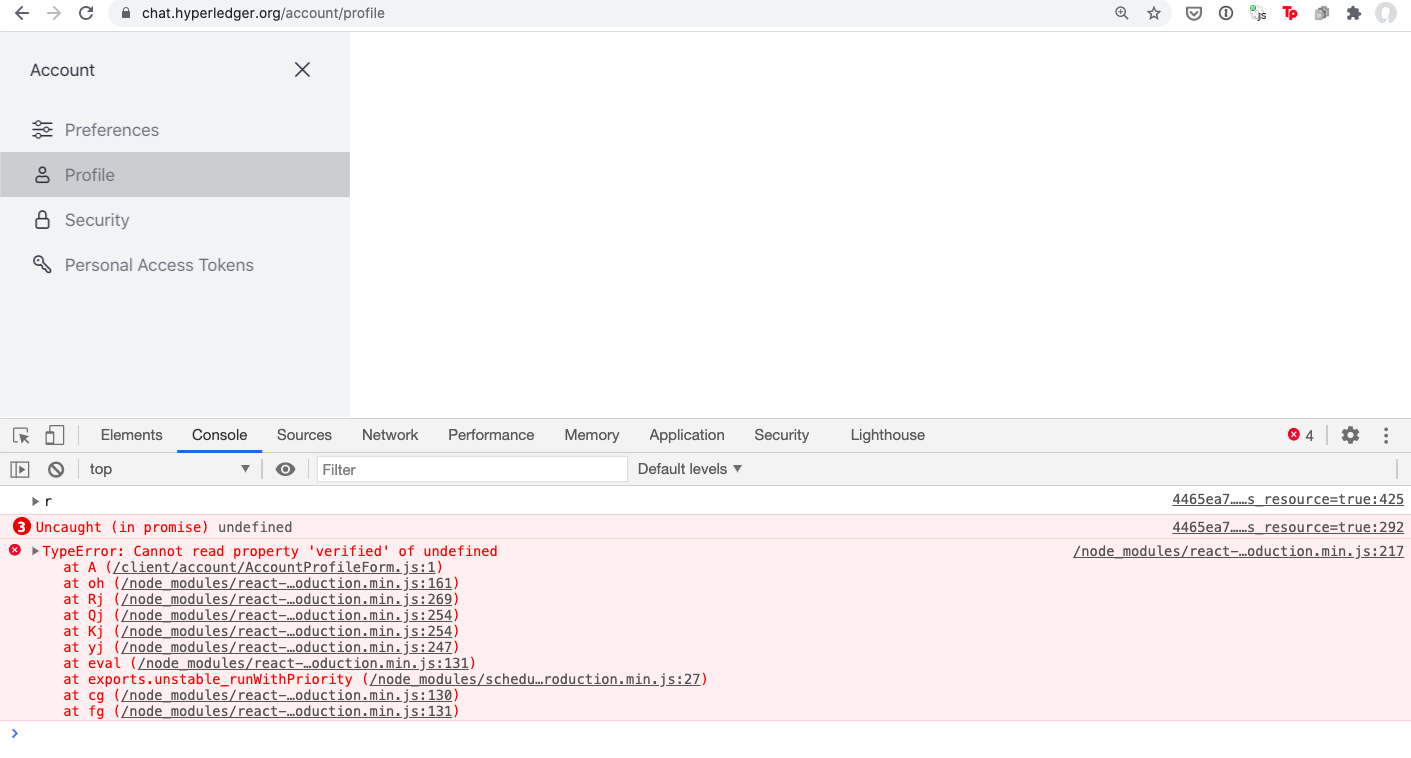 chat.hyperledger.org/account/profile
JS
Tp
Account
Preferences
Profile
Security
Personal Access Tokens
Elements Console Sources Network Performance Memory Application Security Lighthouse 4
top Filter Default levels
r 4465ea7……s_resource=true:425
3 Uncaught (in promise) undefined 4465ea7……s_resource=true:292
TypeError: Cannot read property 'verified' of undefined /node_modules/react-…oduction.min.js:217
at A (/client/account/AccountProfileForm.js:1)
at oh (/node_modules/react-…oduction.min.js:161)
at Rj (/node_modules/react-…oduction.min.js:269)
at Qj (/node_modules/react-…oduction.min.js:254)
at Kj (/node_modules/react-…oduction.min.js:254)
at yj (/node_modules/react-…oduction.min.js:247)
at eval (/node_modules/react-…oduction.min.js:131)
at exports.unstable_runWithPriority (/node_modules/schedu…roduction.min.js:27)
at cg (/node_modules/react-…oduction.min.js:130)
at fg (/node_modules/react-…oduction.min.js:131)